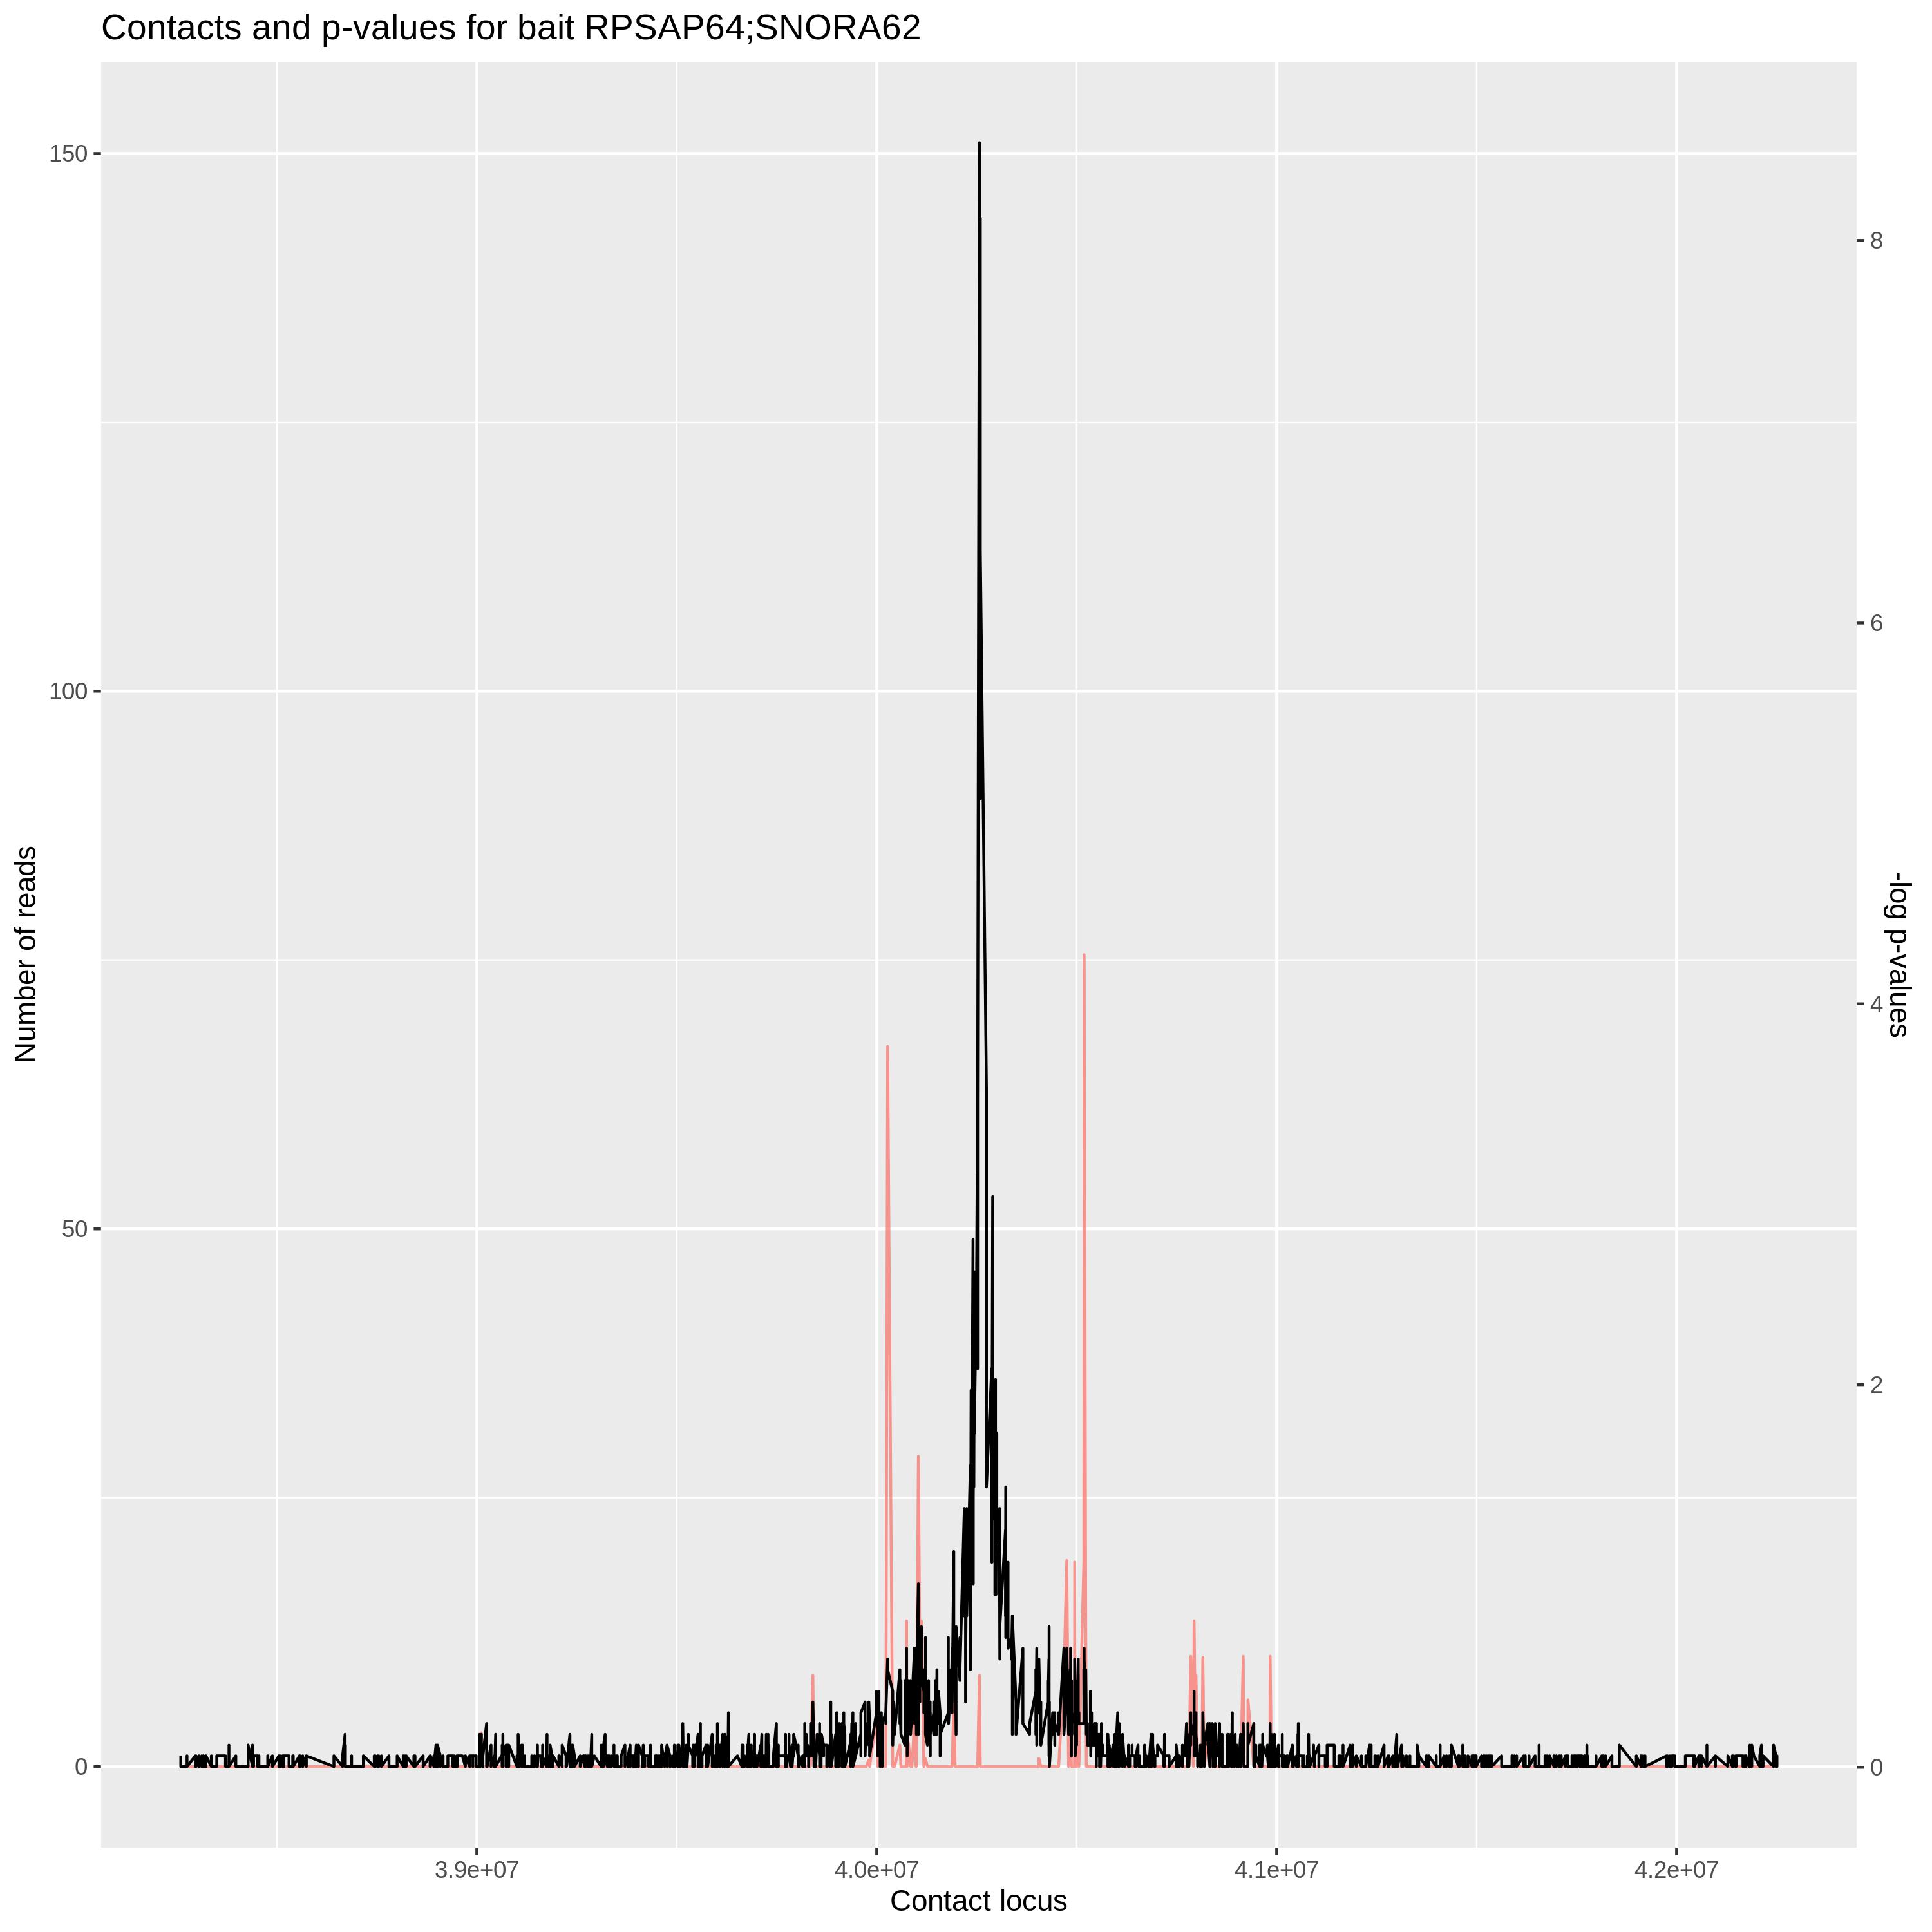 Contacts and p-values for bait RPSAP64;SNORA62
150
100
50
0
Number of reads
8
6
4
2
0
-log p-values
3.9e+07
4.0e+07
4.1e+07
4.2e+07
Contact locus